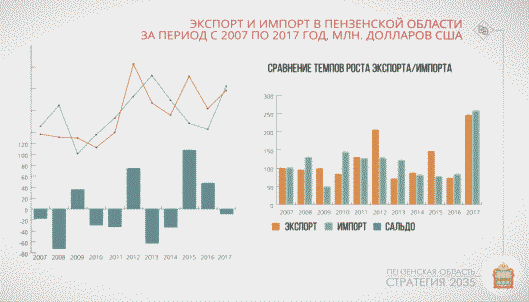 ЭКСПОРТ И ИМПОРТ В ПЕНЗЕНСКОЙ ОБЛАСТИ
ЗА ПЕРИОД С 2007 ПО 2017 ГОД, МЛН. ДОЛЛАРОВ США
СРАВНЕНИЕ ТЕМПОВ РОСТА ЭКСПОРТА/ИМПОРТА
120
100
80
60
40
20
0
-20
-40
-60
-80
2007 2008 2009 2010 2011 2012 2013 2014 2015 2016 2017
300
250
200
150
100
50
0
2007 2008 2009 2010 2011 2012 2013 2014 2015 2016 2017
ЭКСПОРТ ИМПОРТ САЛЬДО
ПЕНЗЕНСКАЯ ОБЛАСТЬ
СТРАТЕГИЯ 2035